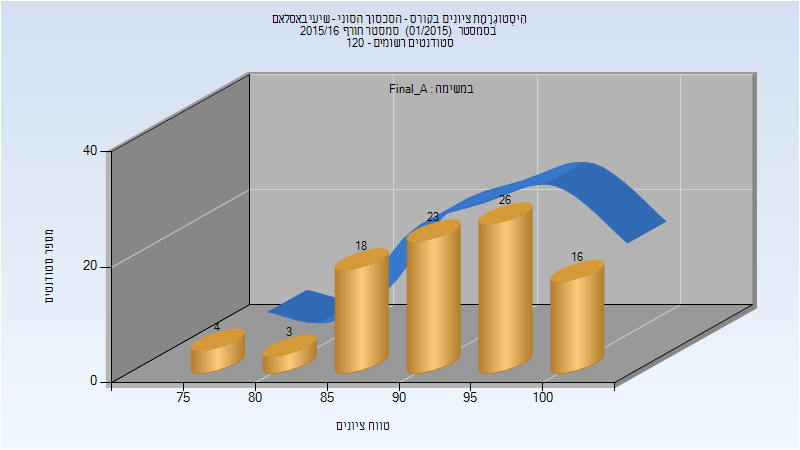 היסטוגרמת ציונים בקורס - הסכסוך הסוני - שיעי באסלאם
בסמסטר (01/2015) סמסטר חורף 2015/16
סטודנטים רשומים - 120
במשימה : Final_A
מספר סטודנטים
40
20
0
4
3
18
23
26
16
75
80
85
90
95
100
טווח ציונים